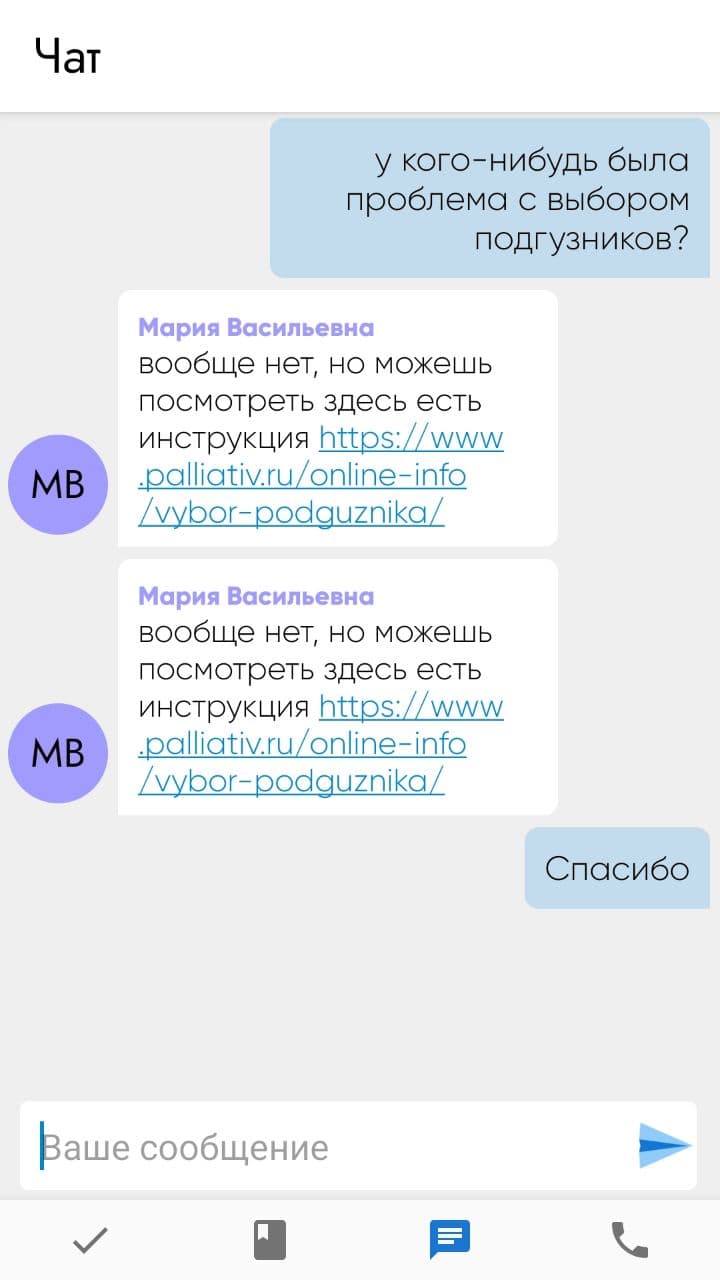 Чат
у кого-нибудь была
проблема с выбором
подгузников?
Мария Васильевна
вообще нет, но можешь
посмотреть здесь есть
инструкция https://www
.palliativ.ru/online-info
/vybor-podguznika/
МВ
Мария Васильевна
вообще нет, но можешь
посмотреть здесь есть
инструкция https://www
.palliativ.ru/online-info
/vybor-podguznika/
МВ
Спасибо
Ваше сообщение